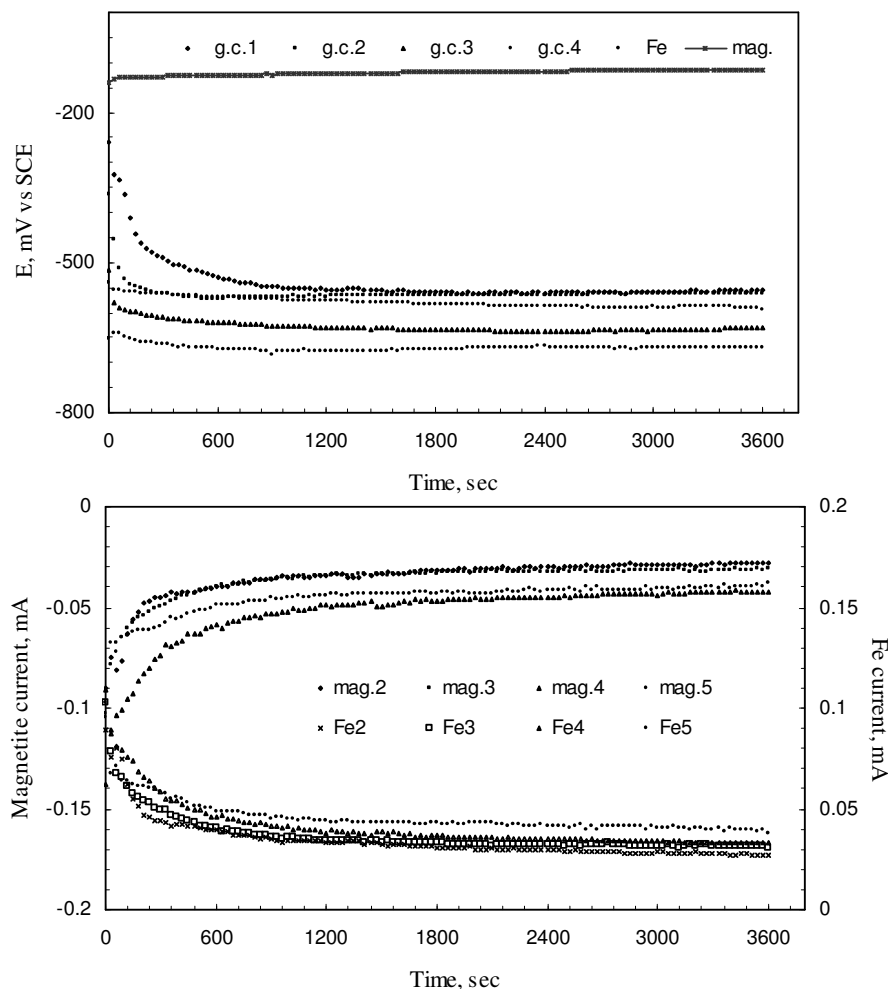 g.c.1 g.c.2 g.c.3 g.c.4 Fe mag.
-200
-500
-800
E, mV vs SCE
0 600 1200 1800 2400 3000 3600
Time, sec
0
-0.05
-0.1
-0.15
-0.2
Magnetite current, mA
mag.2 mag.3 mag.4 mag.5
Fe2 Fe3 Fe4 Fe5
0.2
0.15
0.1
0.05
0
Fe current, mA
0 600 1200 1800 2400 3000 3600
Time, sec